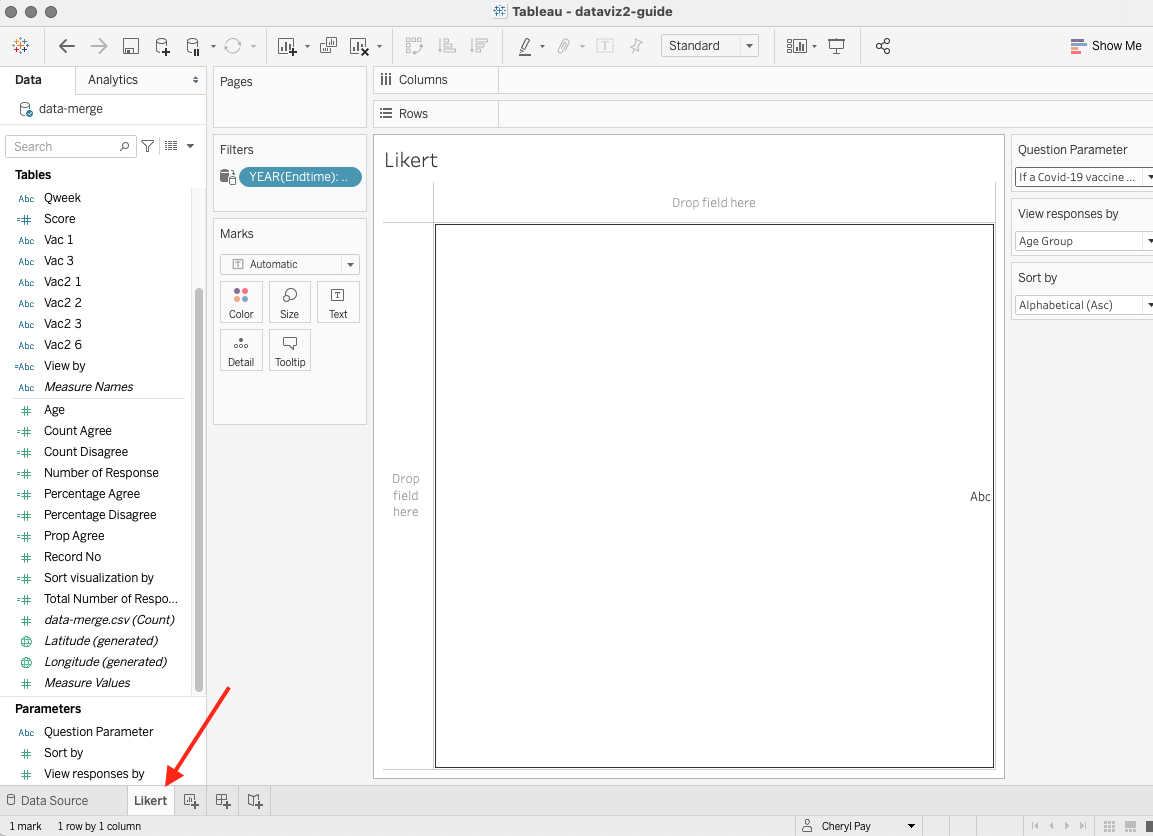 Tableau - dataviz2-guide
Standard
Show Me
Data
Analytics
data-merge
Search
Tables
Abc Qweek
Score
Abc Vac 1
Abc Vac 3
Abc Vac2 1
Abc Vac2 2
Abc Vac2 3
Abc Vac2 6
=Abc View by
Abc Measure Names
Age
Count Agree
Count Disagree
Number of Response
Percentage Agree
Percentage Disagree
Prop Agree
Record No
Sort visualization by
Total Number of Respo...
data-merge.csv (Count)
Latitude (generated)
Longitude (generated)
Measure Values
Parameters
Abc Question Parameter
Sort by
View responses by
Pages
Filters
YEAR(Endtime): ..
Marks
Automatic
Color Size Text
Detail Tooltip
Columns
Rows
Likert
Drop field here
Drop
field
here
Abc
Question Parameter
If a Covid-19 vaccine ...
View responses by
Age Group
Sort by
Alphabetical (Asc)
Data Source
Likert
1 mark 1 row by 1 column
Cheryl Pay